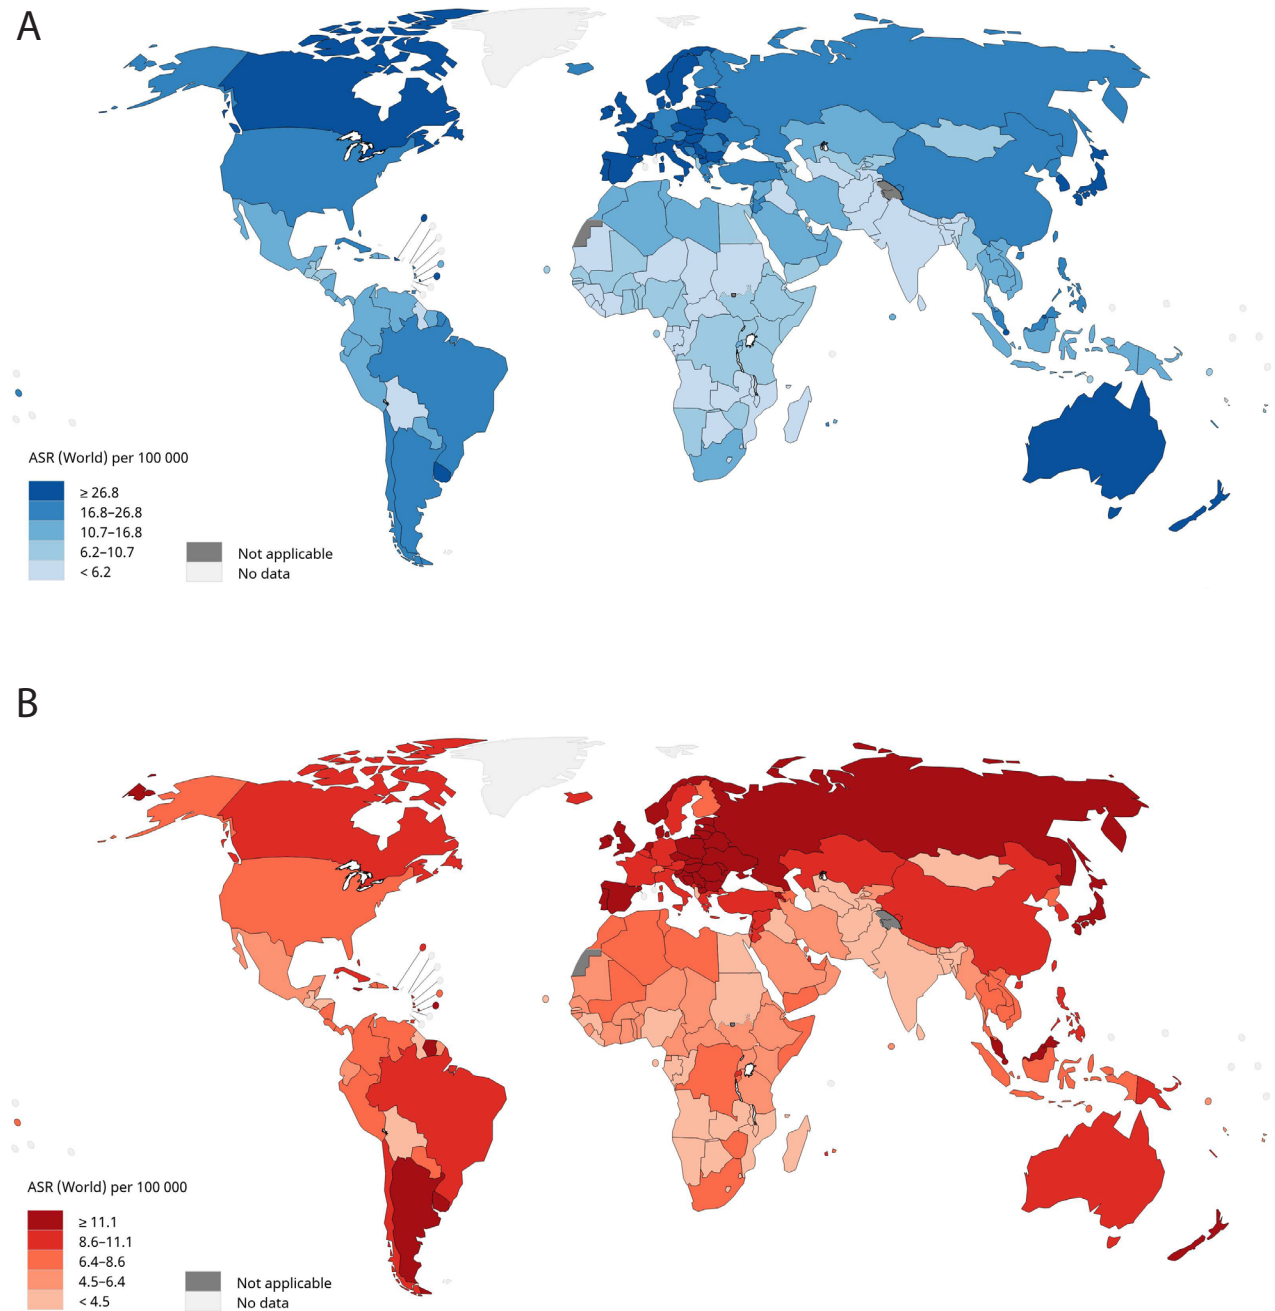 A
ASR (World) per 100 000
≥ 26.8
16.8–26.8
10.7–16.8
6.2–10.7
< 6.2
Not applicable
No data
B
ASR (World) per 100 000
≥ 11.1
8.6–11.1
6.4–8.6
4.5–6.4
< 4.5
Not applicable
No data